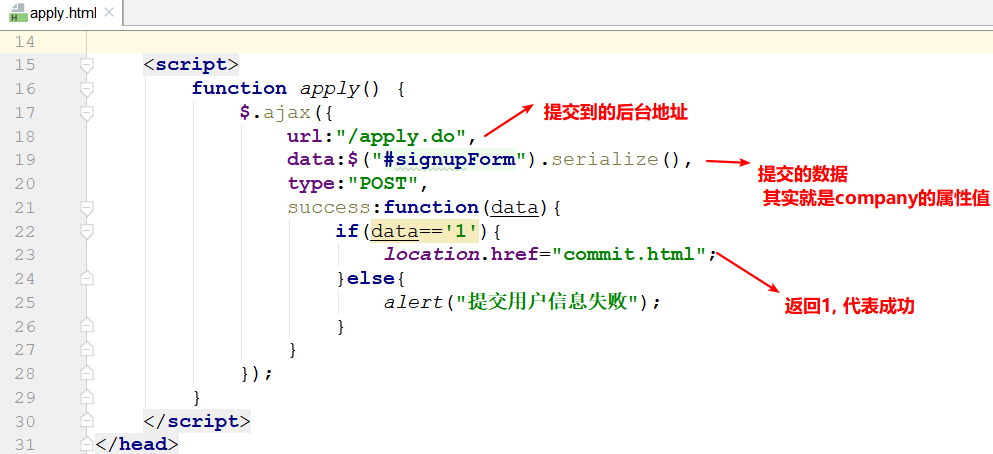 apply.html
14
15 <script>
16 function apply() {
17 $.ajax({
18 url:"/apply.do",
提交到的后台地址
19 data:$("#signupForm").serialize(),
提交的数据
其实就是company的属性值
20 type:"POST",
21 success:function(data){
22 if(data=='1'){
23 location.href="commit.html";
返回1, 代表成功
24 }else{
25 alert("提交用户信息失败");
26 }
27 }
28 });
29 }
30 </script>
31 </head>